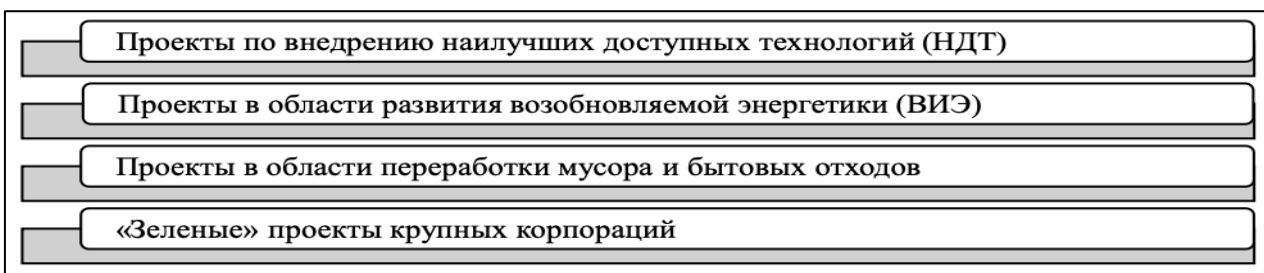 Проекты по внедрению наилучших доступных технологий (НДТ)
Проекты в области развития возобновляемой энергетики (ВИЭ)
Проекты в области переработки мусора и бытовых отходов
«Зеленые» проекты крупных корпораций